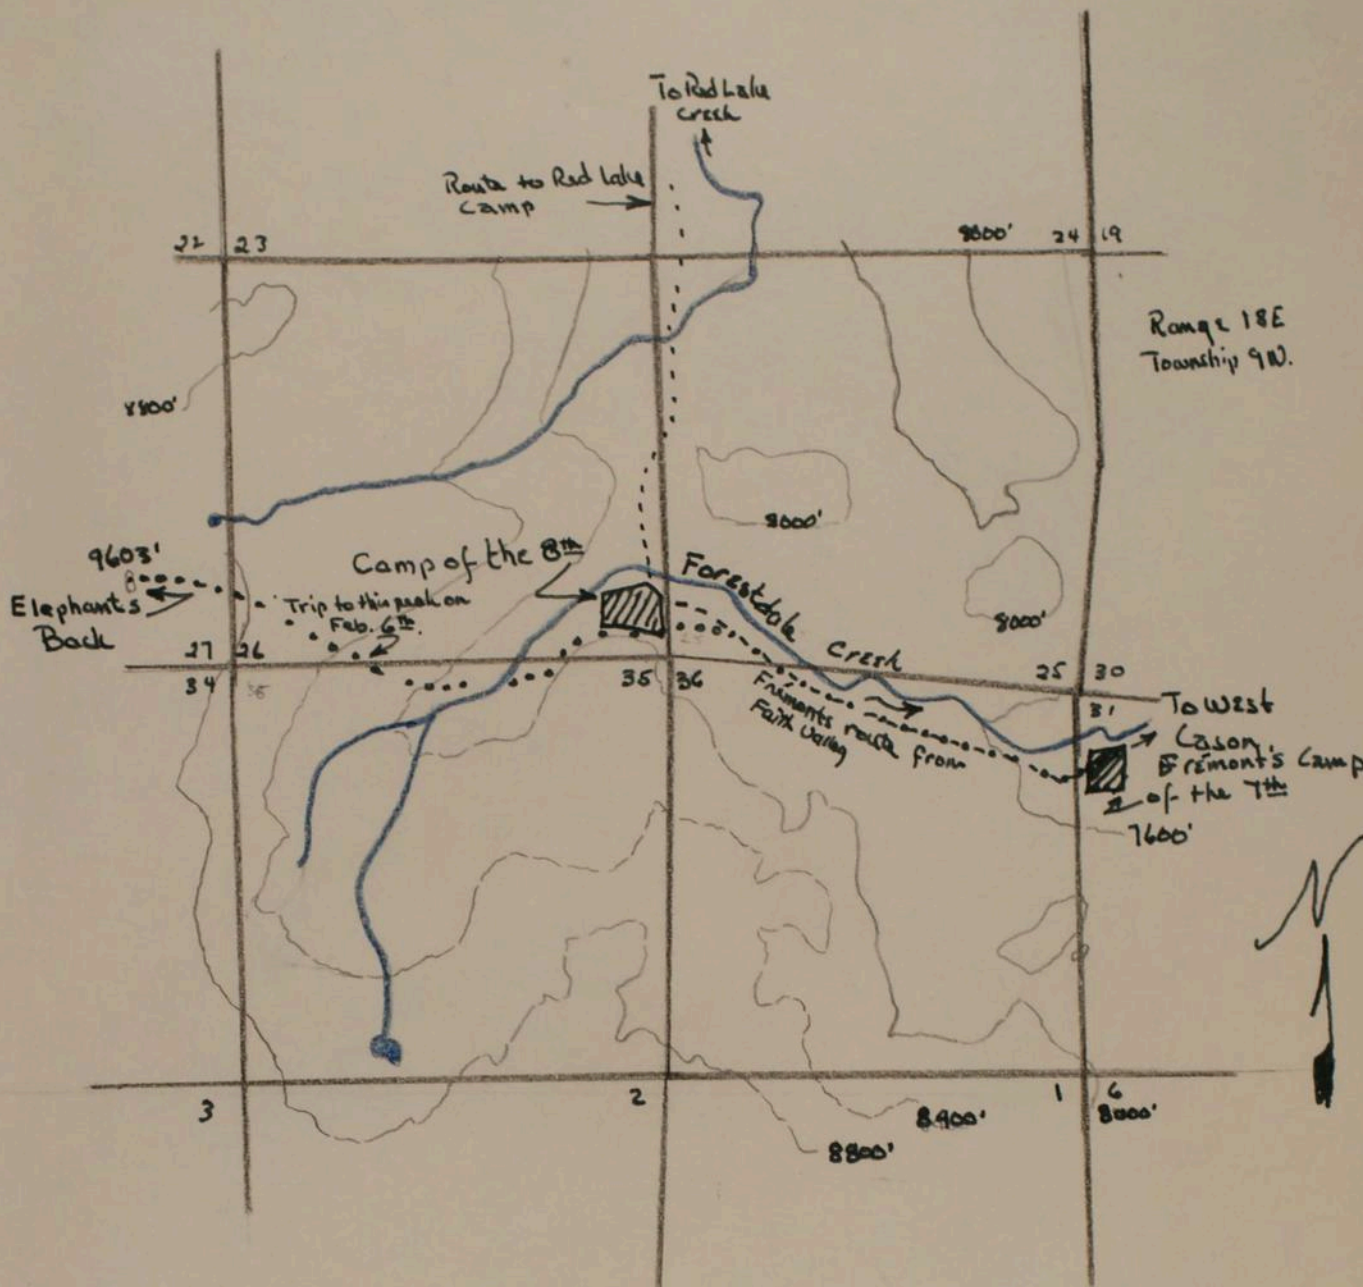 To Red Lake
Creek
Route to Red Lake
Camp
22 23
8800'
24 19
Range 18E
Township 9N.
8800'
8000'
9603'
Camp of the 8th
Forestdale
Creek
Elephants
Back
Trip to this peak on
Feb. 6th.
8000'
27 26
25 30
34 35
35 36
31
Fremonts route from
Faith Valley
To West
Carson
Fremont's Camp
of the 7th
7600'
N
3
2
1 6
8000'
8400'
8800'